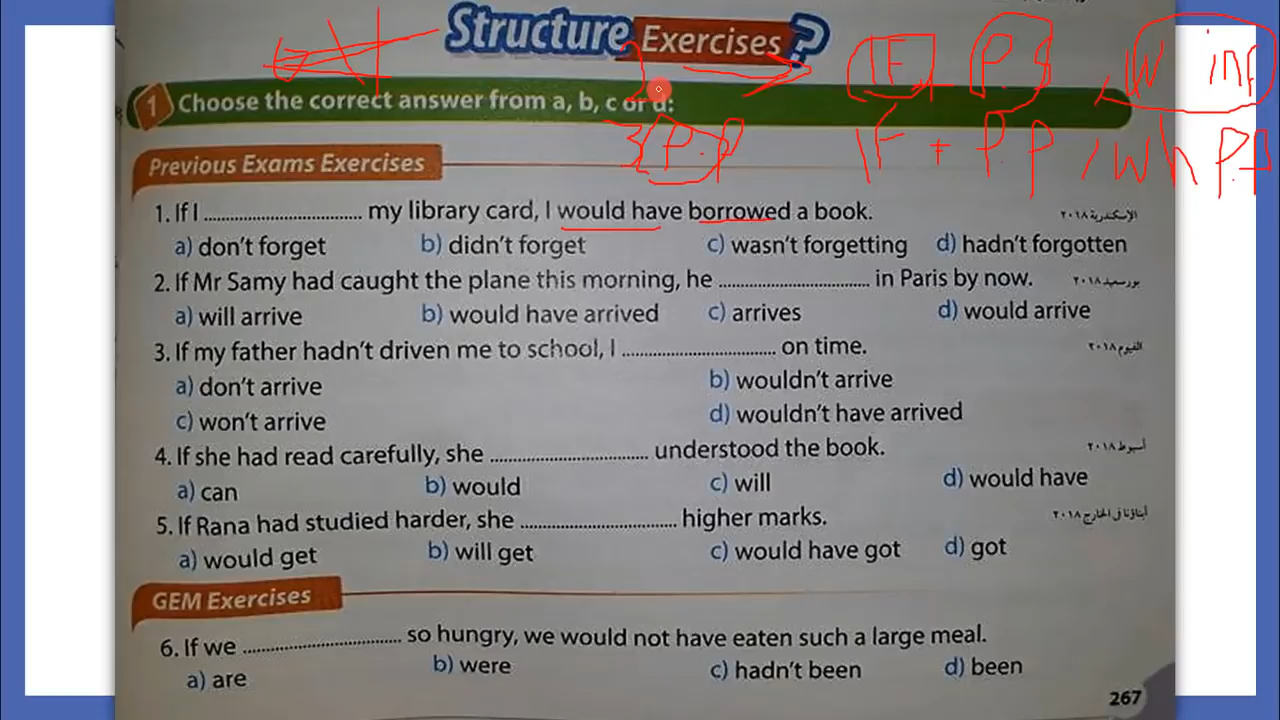 Structure Exercises ?
IF + P.S , W inf
1 Choose the correct answer from a, b, c or d:
P.P IF + P.P , wh P.P
Previous Exams Exercises
1. If I .............................. my library card, I would have borrowed a book. الإسكندرية ٢٠١٨
a) don't forget b) didn't forget c) wasn't forgetting d) hadn't forgotten
2. If Mr Samy had caught the plane this morning, he .............................. in Paris by now. بورسعيد ٢٠١٨
a) will arrive b) would have arrived c) arrives d) would arrive
3. If my father hadn't driven me to school, I .............................. on time. الفيوم ٢٠١٨
a) don't arrive b) wouldn't arrive
c) won't arrive d) wouldn't have arrived
4. If she had read carefully, she .............................. understood the book. أسيوط ٢٠١٨
a) can b) would c) will d) would have
5. If Rana had studied harder, she .............................. higher marks. أبناؤنا في الخارج ٢٠١٨
a) would get b) will get c) would have got d) got
GEM Exercises
6. If we .............................. so hungry, we would not have eaten such a large meal.
a) are b) were c) hadn't been d) been
267